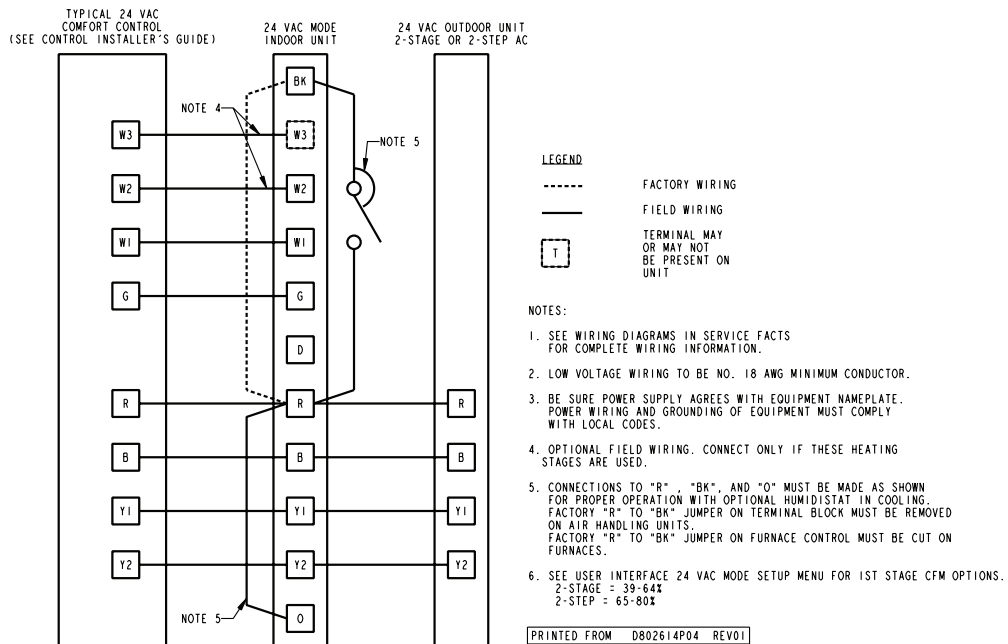 TYPICAL 24 VAC
COMFORT CONTROL
(SEE CONTROL INSTALLER'S GUIDE)
24 VAC MODE
INDOOR UNIT
24 VAC OUTDOOR UNIT
2-STAGE OR 2-STEP AC
BK
NOTE 4
W3
W3
NOTE 5
W2
W2
W1
W1
G
G
D
R
R
R
B
B
B
Y1
Y1
Y1
Y2
Y2
Y2
NOTE 5
O
LEGEND
FACTORY WIRING
FIELD WIRING
T
TERMINAL MAY
OR MAY NOT
BE PRESENT ON
UNIT
NOTES:
1. SEE WIRING DIAGRAMS IN SERVICE FACTS
FOR COMPLETE WIRING INFORMATION.
2. LOW VOLTAGE WIRING TO BE NO. 18 AWG MINIMUM CONDUCTOR.
3. BE SURE POWER SUPPLY AGREES WITH EQUIPMENT NAMEPLATE.
POWER WIRING AND GROUNDING OF EQUIPMENT MUST COMPLY
WITH LOCAL CODES.
4. OPTIONAL FIELD WIRING. CONNECT ONLY IF THESE HEATING
STAGES ARE USED.
5. CONNECTIONS TO "R" , "BK", AND "O" MUST BE MADE AS SHOWN
FOR PROPER OPERATION WITH OPTIONAL HUMIDISTAT IN COOLING.
FACTORY "R" TO "BK" JUMPER ON TERMINAL BLOCK MUST BE REMOVED
ON AIR HANDLING UNITS.
FACTORY "R" TO "BK" JUMPER ON FURNACE CONTROL MUST BE CUT ON
FURNACES.
6. SEE USER INTERFACE 24 VAC MODE SETUP MENU FOR 1ST STAGE CFM OPTIONS.
2-STAGE = 39-64%
2-STEP = 65-80%
PRINTED FROM D802614P04 REV01